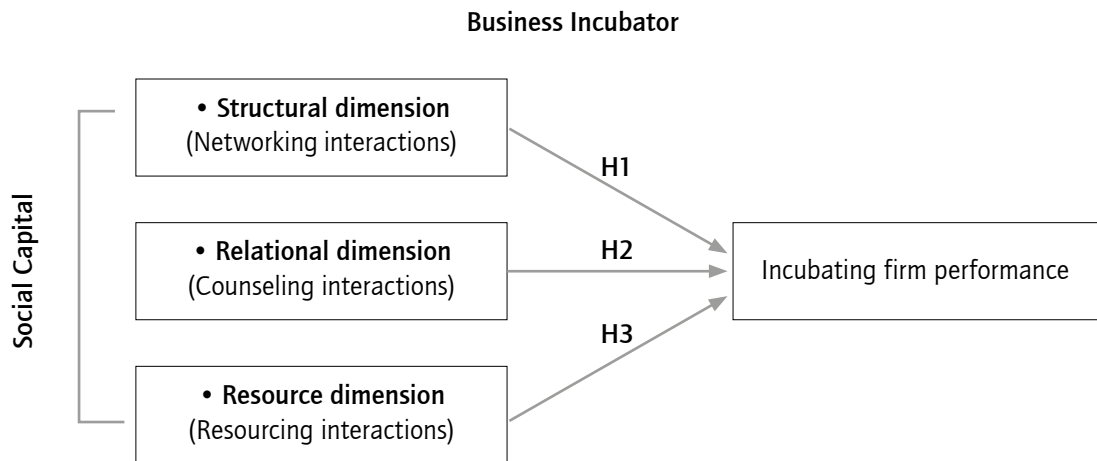 Business Incubator
Social Capital
• Structural dimension
(Networking interactions)
H1
• Relational dimension
(Counseling interactions)
H2
Incubating firm performance
H3
• Resource dimension
(Resourcing interactions)